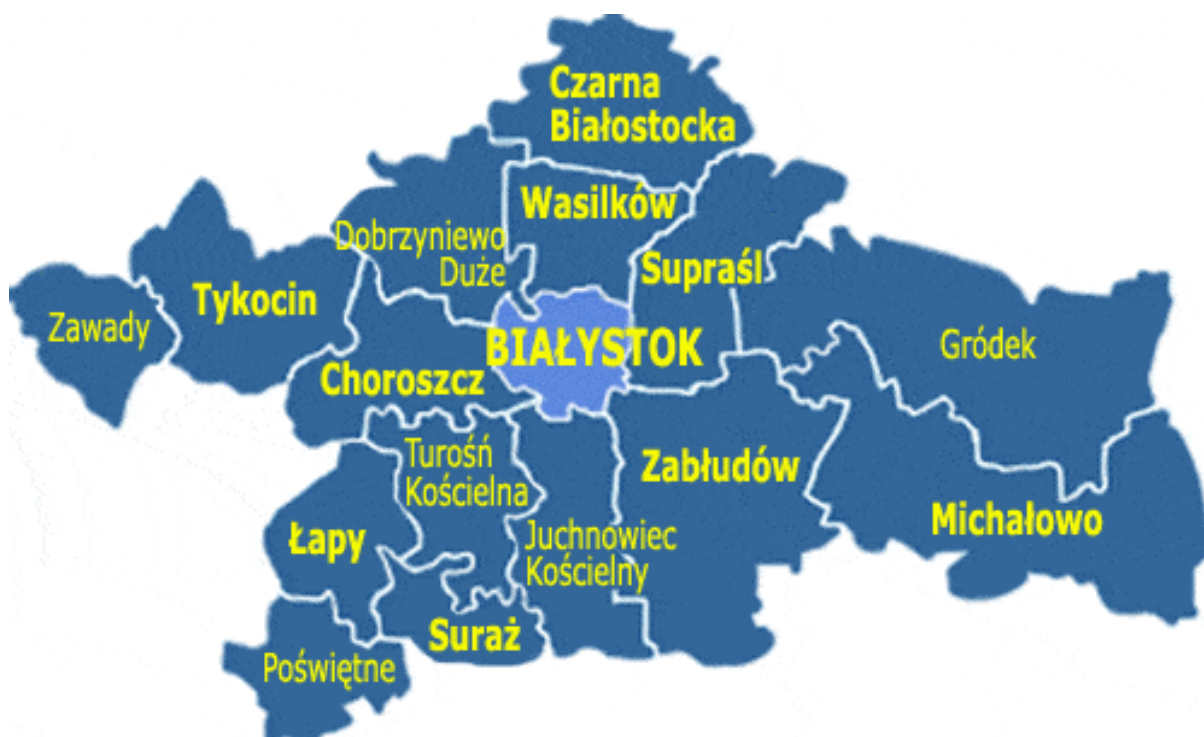 Czarna
Białostocka
Wasilków
Dobrzyniewo
Duże
Supraśl
Tykocin
Zawady
BIAŁYSTOK
Gródek
Choroszcz
Turośń
Kościelna
Zabłudów
Michałowo
Łapy
Juchnowiec
Kościelny
Suraż
Poświętne